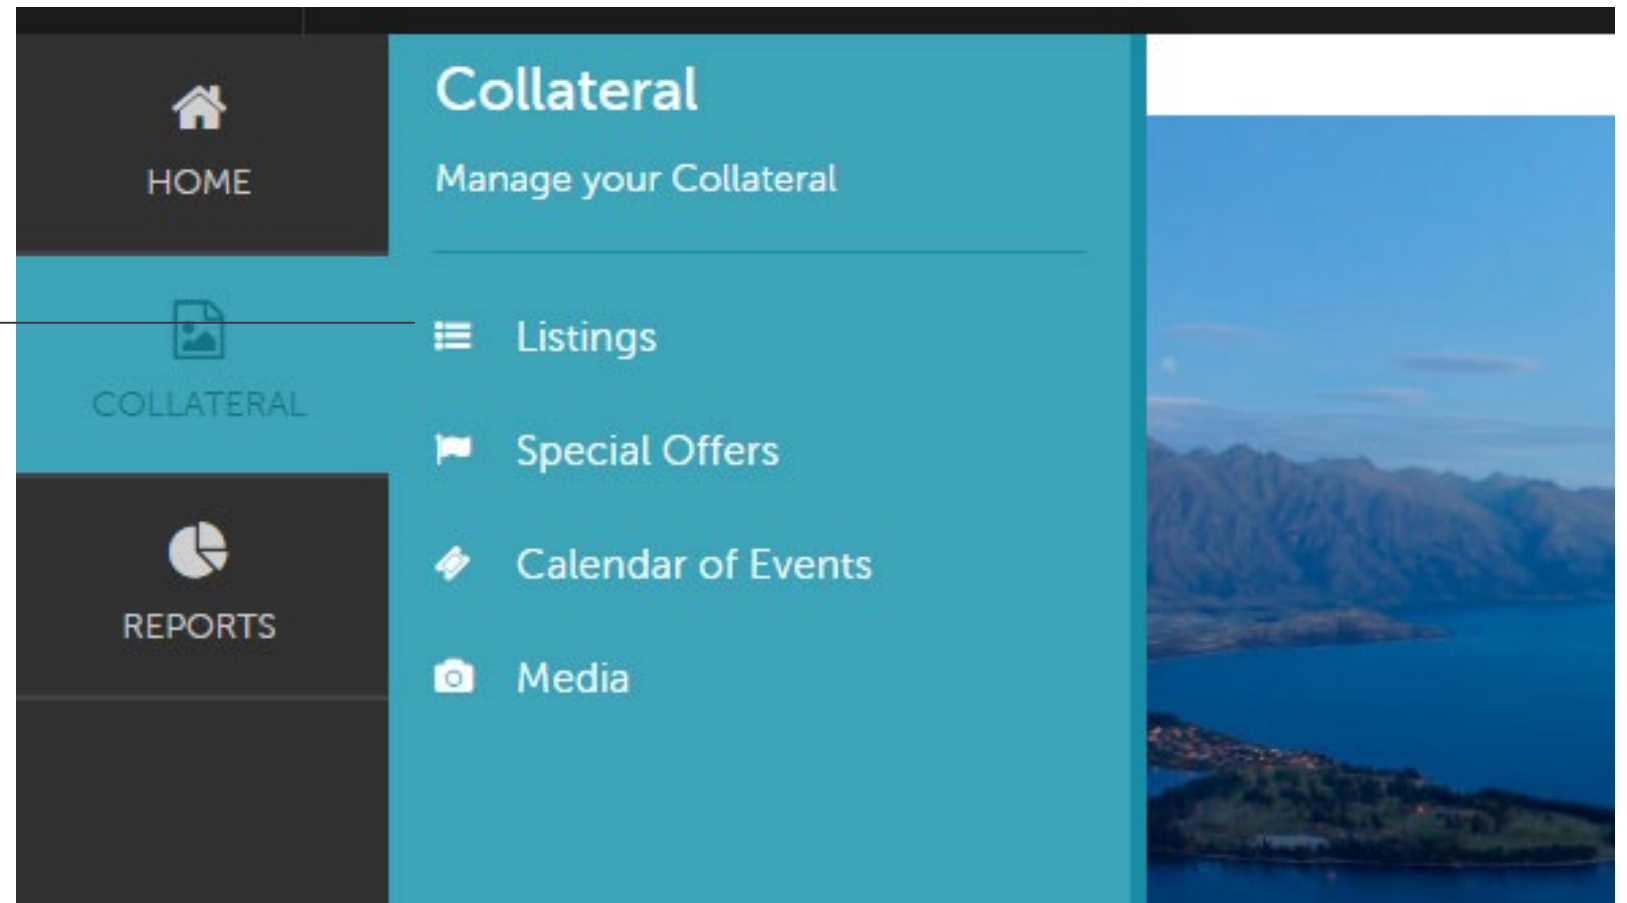 HOME
COLLATERAL
REPORTS
Collateral
Manage your Collateral
Listings
Special Offers
Calendar of Events
Media